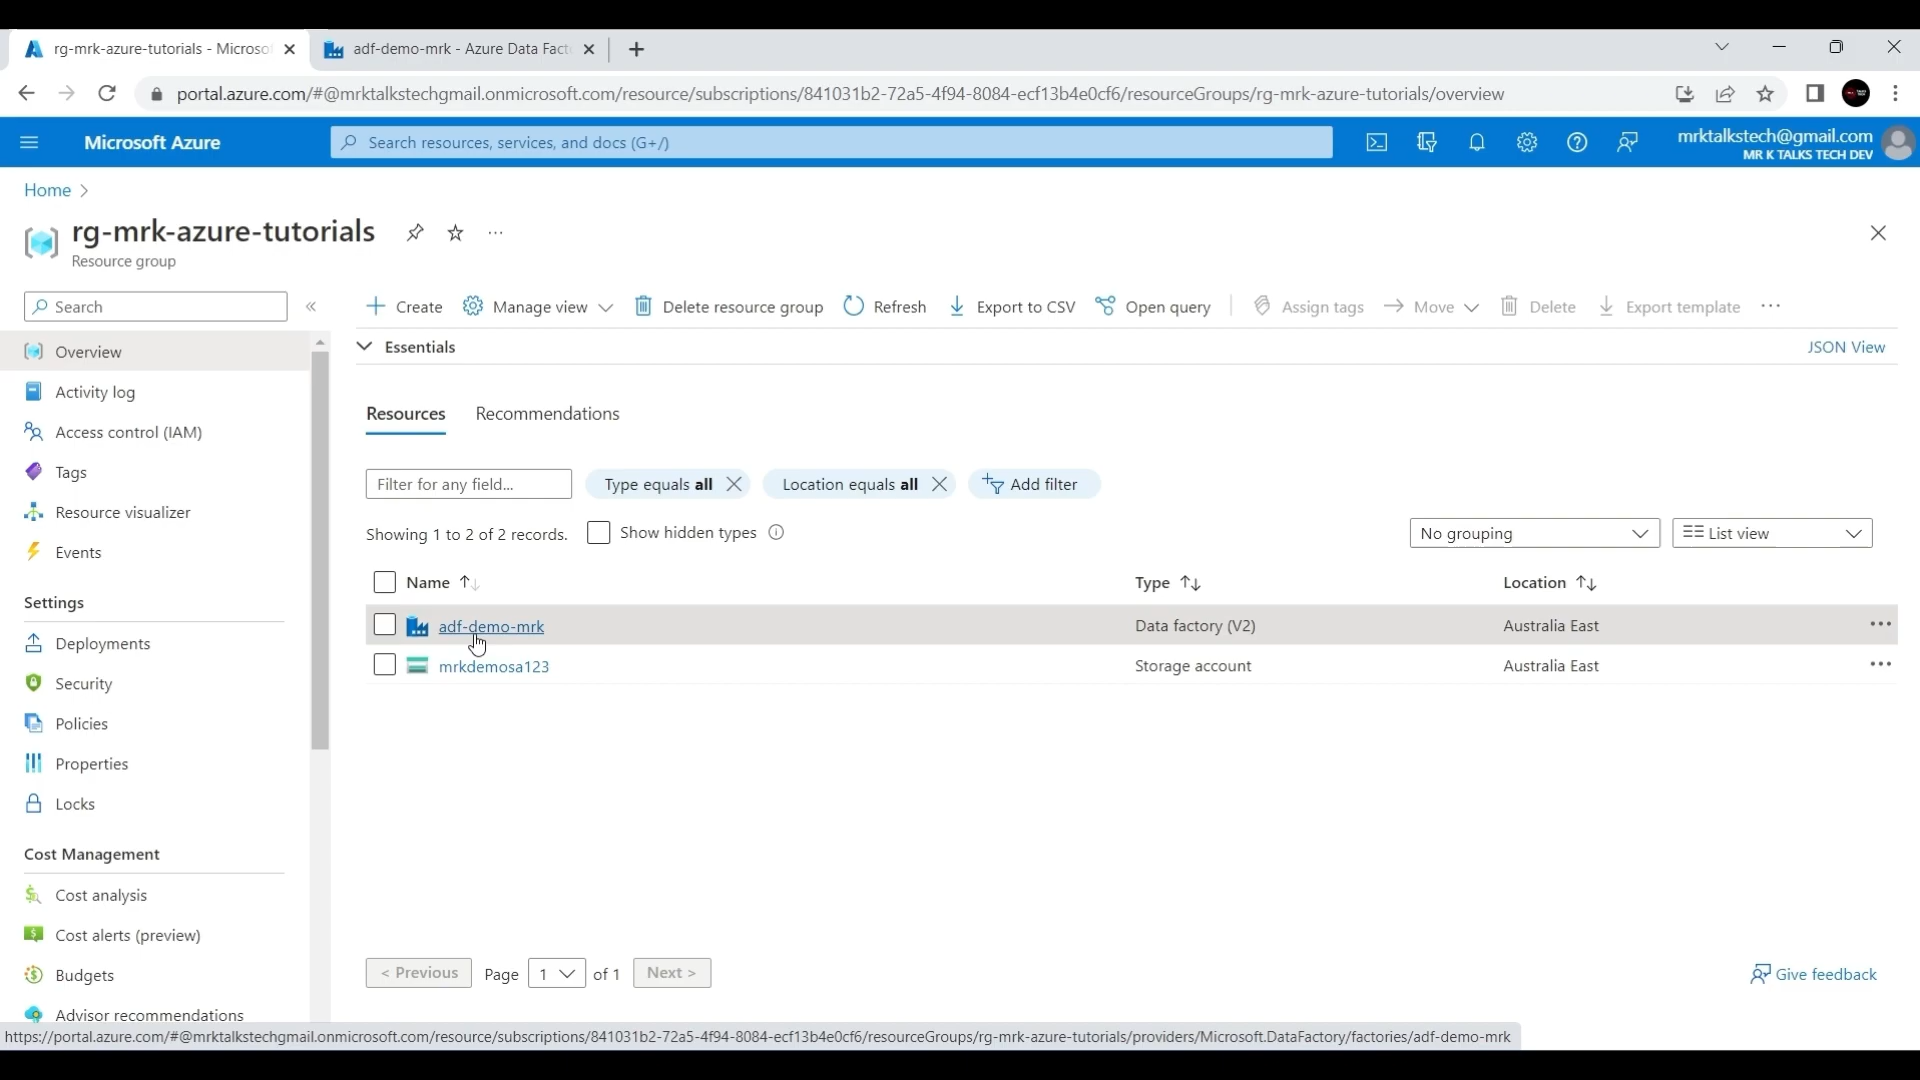 rg-mrk-azure-tutorials - Microso
adf-demo-mrk - Azure Data Fact
portal.azure.com/#@mrktalkstechgmail.onmicrosoft.com/resource/subscriptions/841031b2-72a5-4f94-8084-ecf13b4e0cf6/resourceGroups/rg-mrk-azure-tutorials/overview
Microsoft Azure
Search resources, services, and docs (G+/)
mrktalkstech@gmail.com
MR K TALKS TECH DEV
Home
rg-mrk-azure-tutorials
Resource group
Search
Create
Manage view
Delete resource group
Refresh
Export to CSV
Open query
Assign tags
Move
Delete
Export template
Overview
Activity log
Access control (IAM)
Tags
Resource visualizer
Events
Settings
Deployments
Security
Policies
Properties
Locks
Cost Management
Cost analysis
Cost alerts (preview)
Budgets
Advisor recommendations
Essentials
JSON View
Resources
Recommendations
Filter for any field...
Type equals all
Location equals all
Add filter
Showing 1 to 2 of 2 records.
Show hidden types
No grouping
List view
Name
Type
Location
adf-demo-mrk
Data factory (V2)
Australia East
mrkdemosa123
Storage account
Australia East
< Previous
Page
1
of 1
Next >
Give feedback
https://portal.azure.com/#@mrktalkstechgmail.onmicrosoft.com/resource/subscriptions/841031b2-72a5-4f94-8084-ecf13b4e0cf6/resourceGroups/rg-mrk-azure-tutorials/providers/Microsoft.DataFactory/factories/adf-demo-mrk